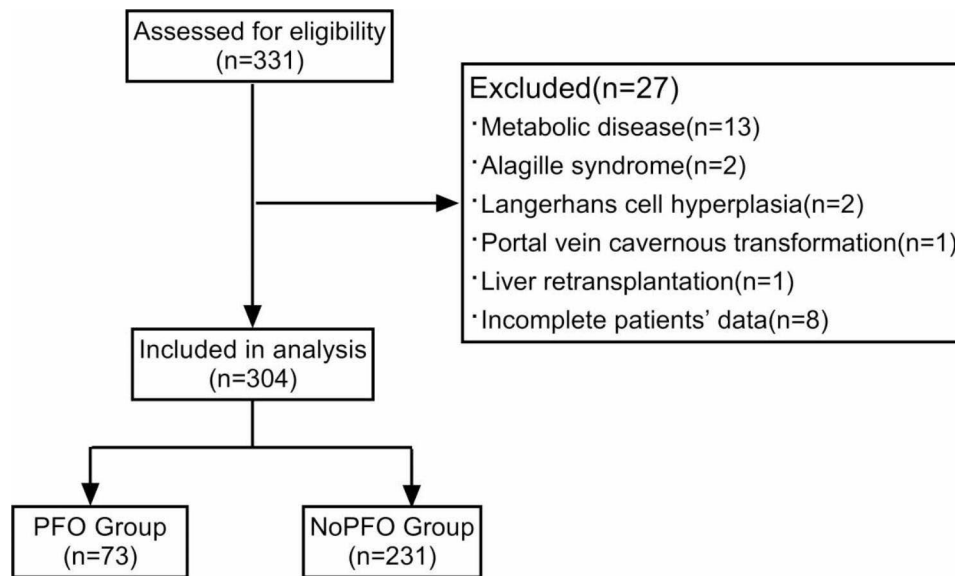 Assessed for eligibility
(n=331)
Excluded(n=27)
·Metabolic disease(n=13)
·Alagille syndrome(n=2)
·Langerhans cell hyperplasia(n=2)
·Portal vein cavernous transformation(n=1)
·Liver retransplantation(n=1)
·Incomplete patients’ data(n=8)
Included in analysis
(n=304)
PFO Group
(n=73)
NoPFO Group
(n=231)